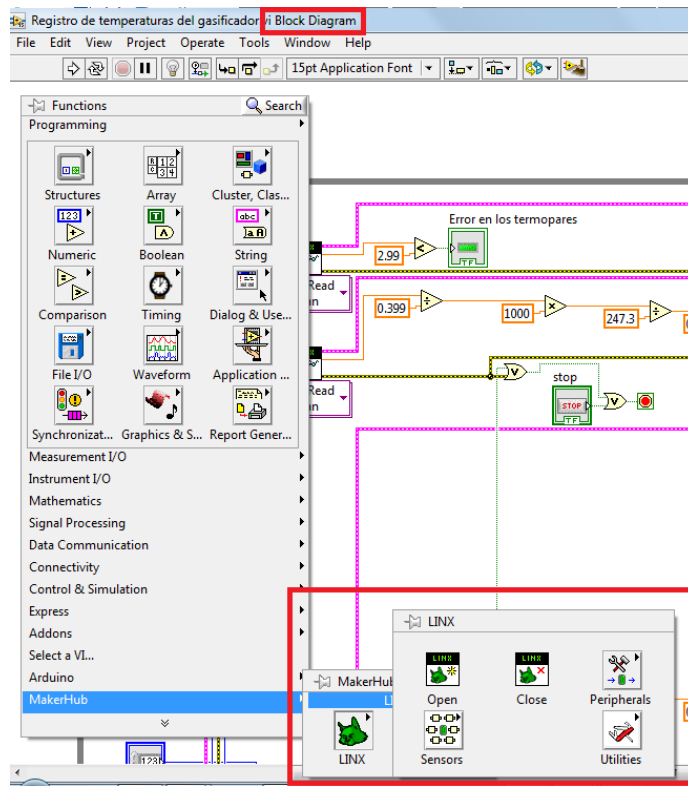 Registro de temperaturas del gasificador.vi Block Diagram
File Edit View Project Operate Tools Window Help
15pt Application Font
Functions
Search
Programming
Structures Array Cluster, Clas...
Numeric Boolean String
Comparison Timing Dialog & Use...
File I/O Waveform Application ...
Synchronizat... Graphics & S... Report Gener...
Measurement I/O
Instrument I/O
Mathematics
Signal Processing
Data Communication
Connectivity
Control & Simulation
Express
Addons
Select a VI...
Arduino
MakerHub
Error en los termopares
2.99
TF
Read
0.399
1000
247.3
Read
stop
STOP
TF
MakerHub
LINX
LINX
LINX
LINX
Open Close Peripherals
Sensors Utilities